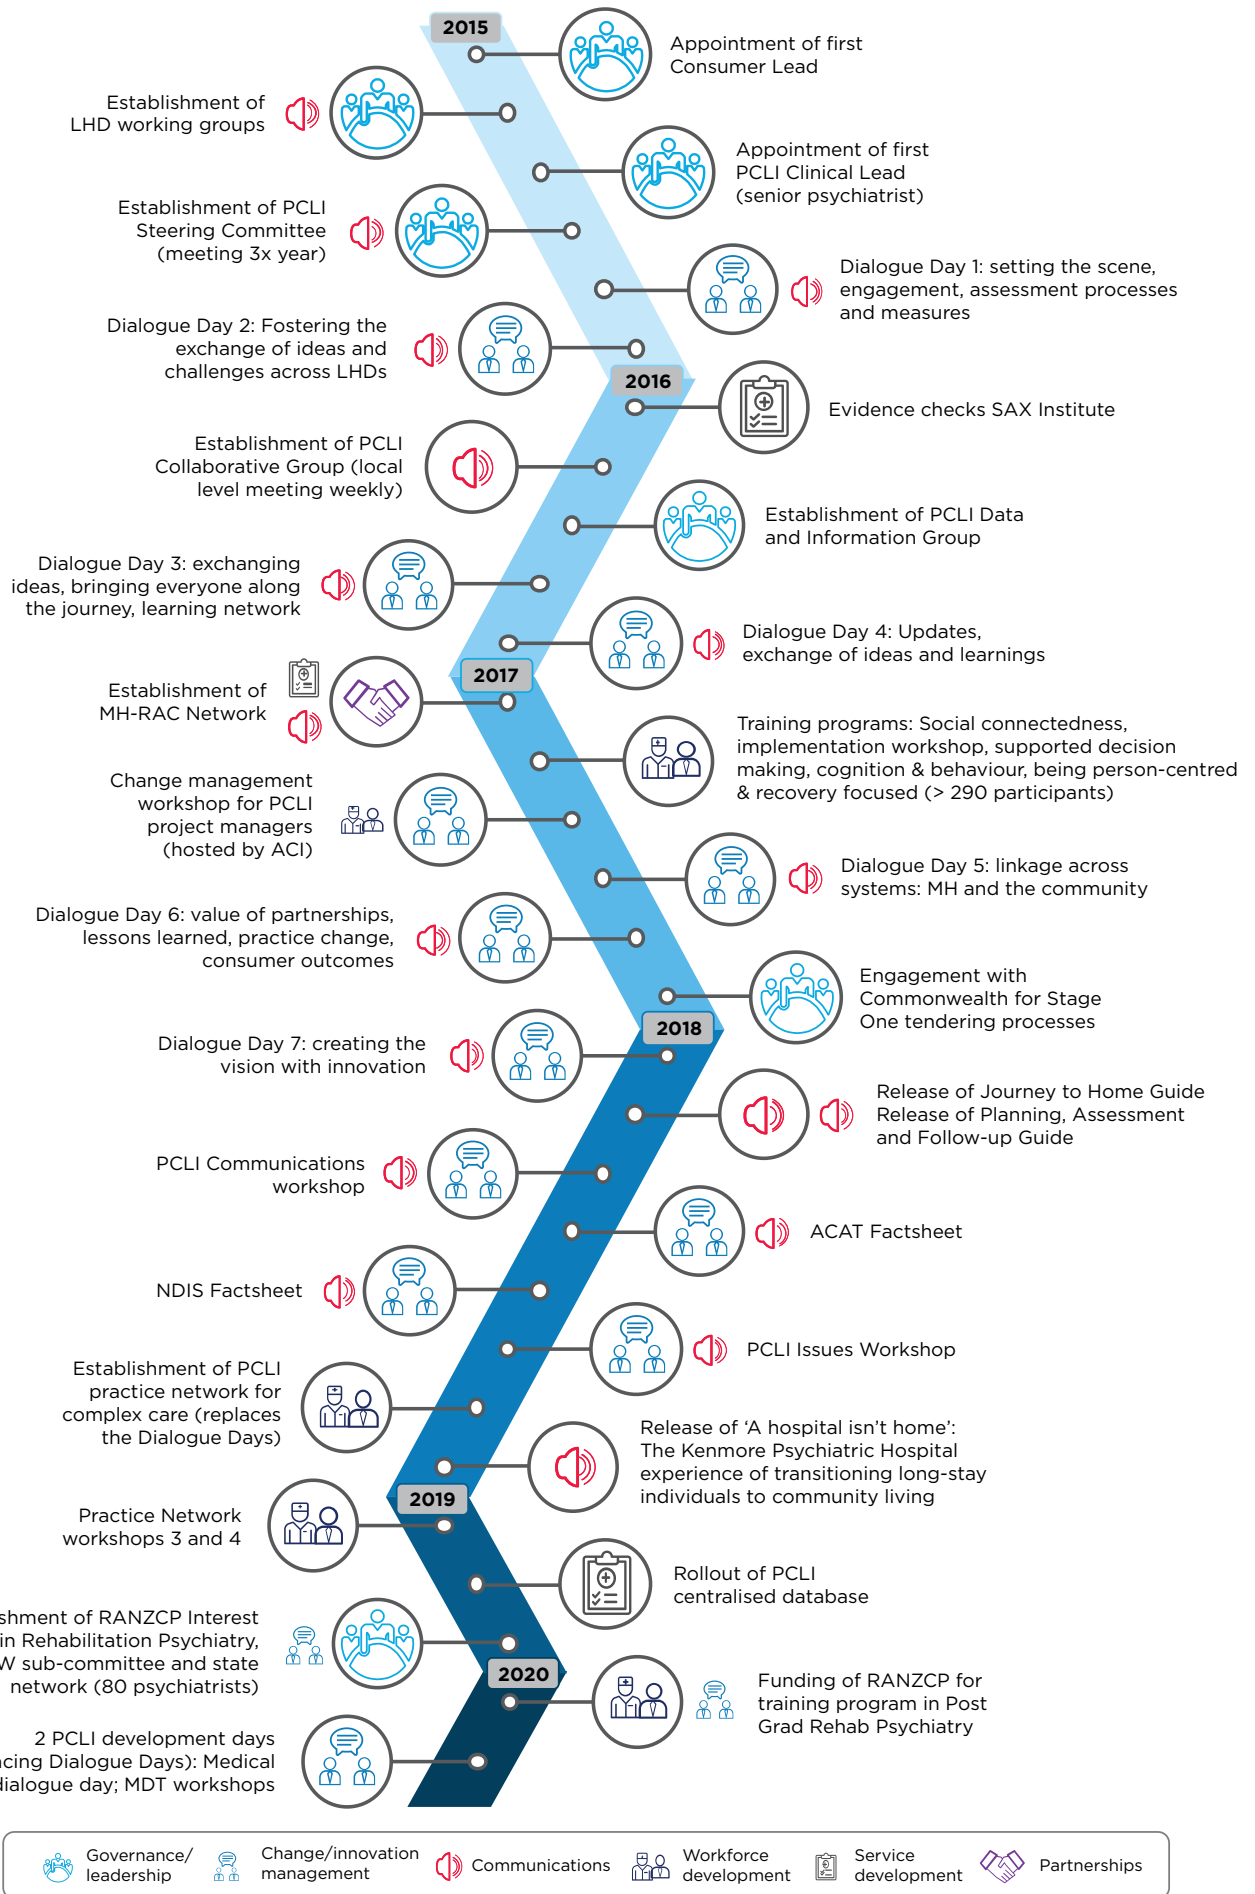 2015
Appointment of first
Consumer Lead
Establishment of
LHD working groups
Appointment of first
PCLI Clinical Lead
(senior psychiatrist)
Establishment of PCLI
Steering Committee
(meeting 3x year)
Dialogue Day 1: setting the scene,
engagement, assessment processes
and measures
Dialogue Day 2: Fostering the
exchange of ideas and
challenges across LHDs
2016
Evidence checks SAX Institute
Establishment of PCLI
Collaborative Group (local
level meeting weekly)
Establishment of PCLI Data
and Information Group
Dialogue Day 3: exchanging
ideas, bringing everyone along
the journey, learning network
Dialogue Day 4: Updates,
exchange of ideas and learnings
2017
Establishment of
MH-RAC Network
Training programs: Social connectedness,
implementation workshop, supported decision
making, cognition & behaviour, being person-centred
& recovery focused (> 290 participants)
Change management
workshop for PCLI
project managers
(hosted by ACI)
Dialogue Day 5: linkage across
systems: MH and the community
Dialogue Day 6: value of partnerships,
lessons learned, practice change,
consumer outcomes
Engagement with
Commonwealth for Stage
One tendering processes
2018
Dialogue Day 7: creating the
vision with innovation
Release of Journey to Home Guide
Release of Planning, Assessment
and Follow-up Guide
PCLI Communications
workshop
ACAT Factsheet
NDIS Factsheet
PCLI Issues Workshop
Establishment of PCLI
practice network for
complex care (replaces
the Dialogue Days)
Release of ‘A hospital isn’t home’:
The Kenmore Psychiatric Hospital
experience of transitioning long-stay
individuals to community living
2019
Practice Network
workshops 3 and 4
Rollout of PCLI
centralised database
shment of RANZCP Interest
in Rehabilitation Psychiatry,
W sub-committee and state
network (80 psychiatrists)
2020
Funding of RANZCP for
training program in Post
Grad Rehab Psychiatry
2 PCLI development days
acing Dialogue Days): Medical
dialogue day; MDT workshops
Governance/
leadership
Change/innovation
management
Communications
Workforce
development
Service
development
Partnerships